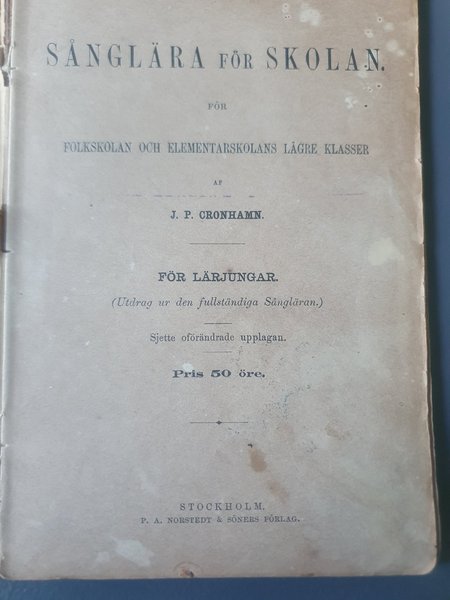 SÅNGLÄRA FÖR SKOLAN.
FÖR
FOLKSKOLAN OCH ELEMENTARSKOLANS LÄGRE KLASSER
AF
J. P. CRONHAMN.
FÖR LÄRJUNGAR.
(Utdrag ur den fullständiga Sångläran.)
Sjette oförändrade upplagan.
Pris 50 öre.
STOCKHOLM.
P. A. NORSTEDT & SÖNERS FÖRLAG.